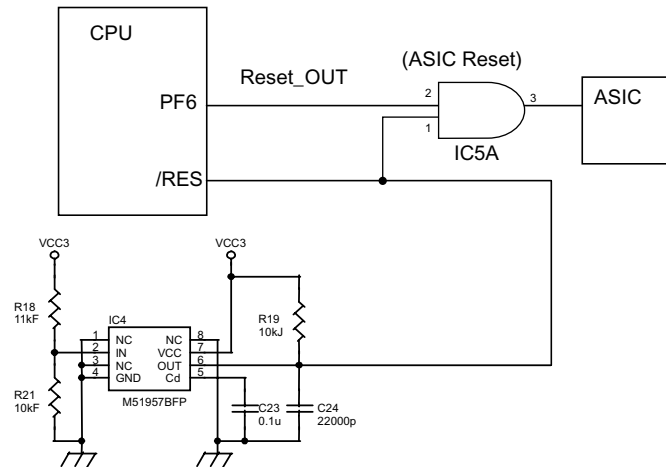 CPU
(ASIC Reset)
Reset_OUT
PF6
2
3
ASIC
1
IC5A
/RES
VCC3
VCC3
R18
11kF
IC4
R19
10kJ
1
NC
NC
8
2
IN
VCC
7
3
NC
OUT
6
4
GND
Cd
5
R21
10kF
M51957BFP
C23
0.1u
C24
22000p